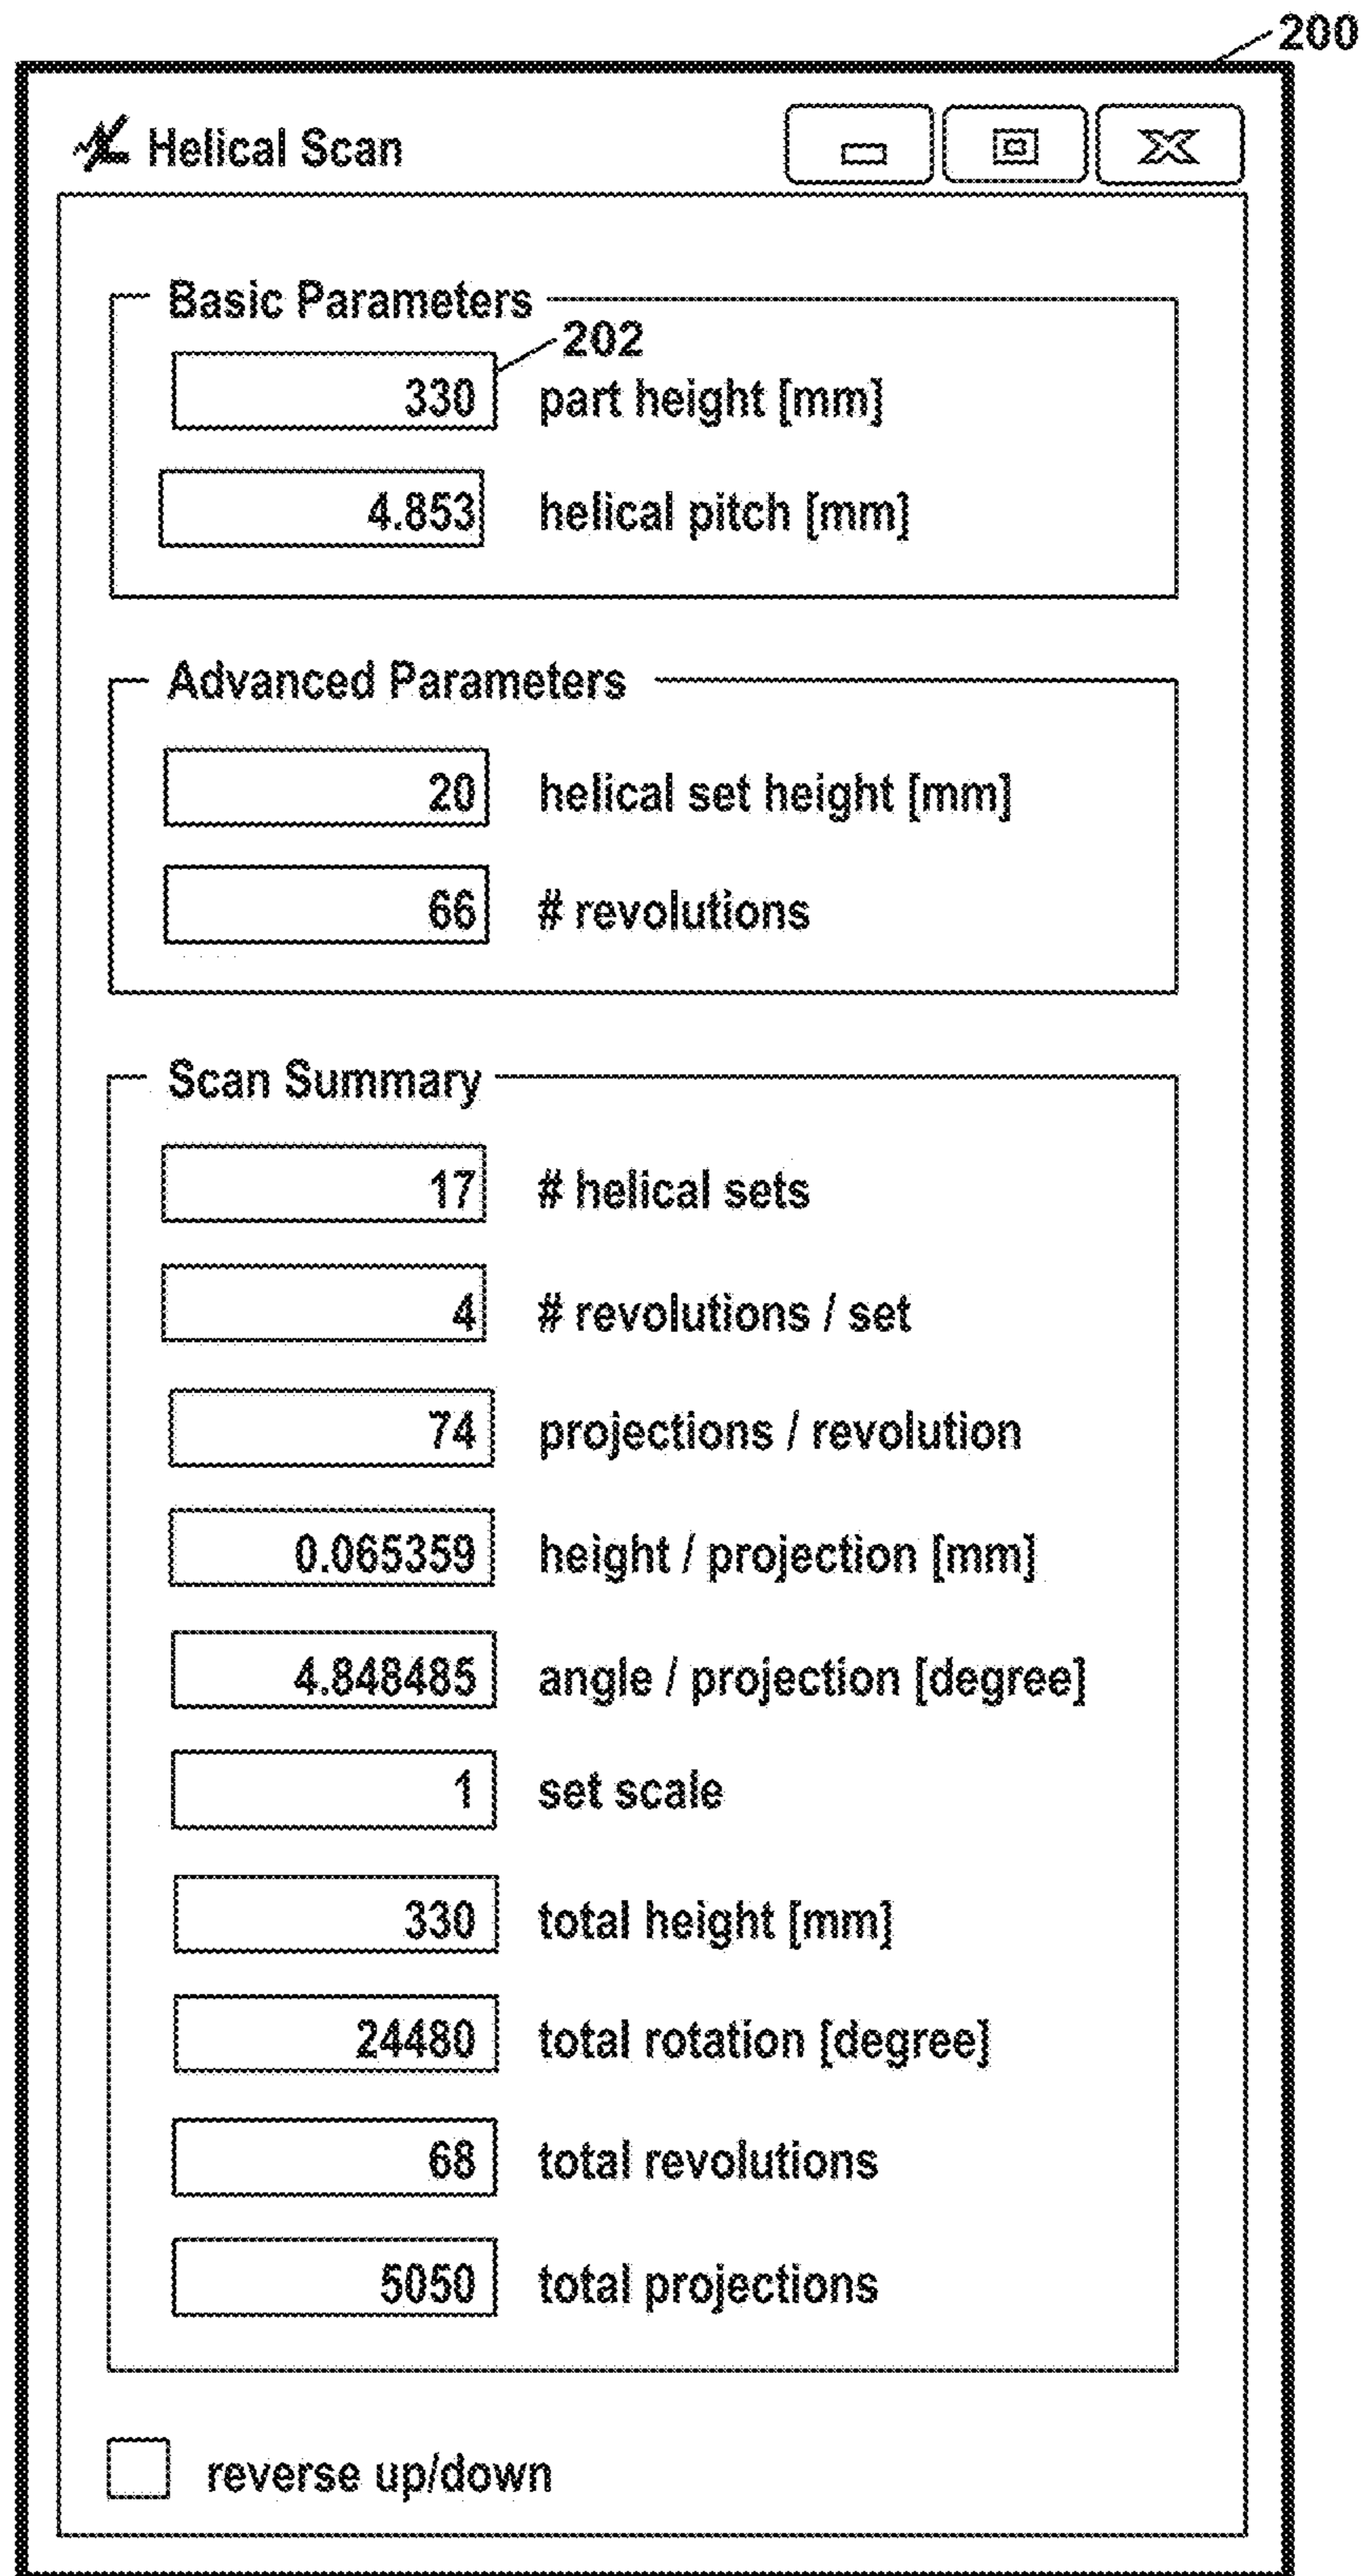 200
Helical Scan
Basic Parameters
202
330 part height [mm]
4.853 helical pitch [mm]
Advanced Parameters
20 helical set height [mm]
66 # revolutions
Scan Summary
17 # helical sets
4 # revolutions / set
74 projections / revolution
0.065359 height / projection [mm]
4.848485 angle / projection [degree]
1 set scale
330 total height [mm]
24480 total rotation [degree]
68 total revolutions
5050 total projections
reverse up/down